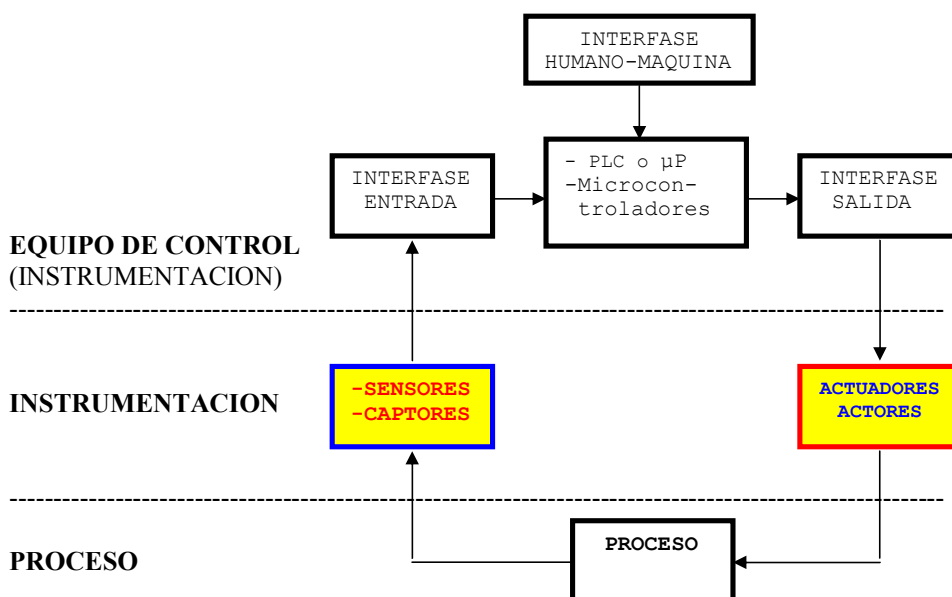 INTERFASE
HUMANO-MAQUINA
INTERFASE
ENTRADA
- PLC o µP
-Microcon-
troladores
INTERFASE
SALIDA
EQUIPO DE CONTROL
(INSTRUMENTACION)
INSTRUMENTACION
-SENSORES
-CAPTORES
ACTUADORES
ACTORES
PROCESO
PROCESO